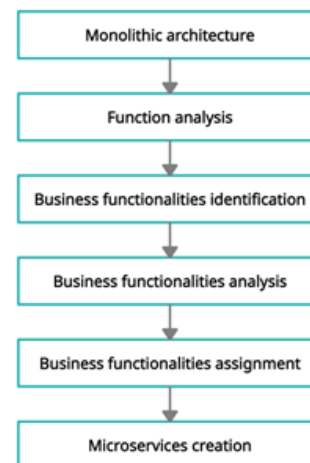 Monolithic architecture
Function analysis
Business functionalities identification
Business functionalities analysis
Business functionalities assignment
Microservices creation